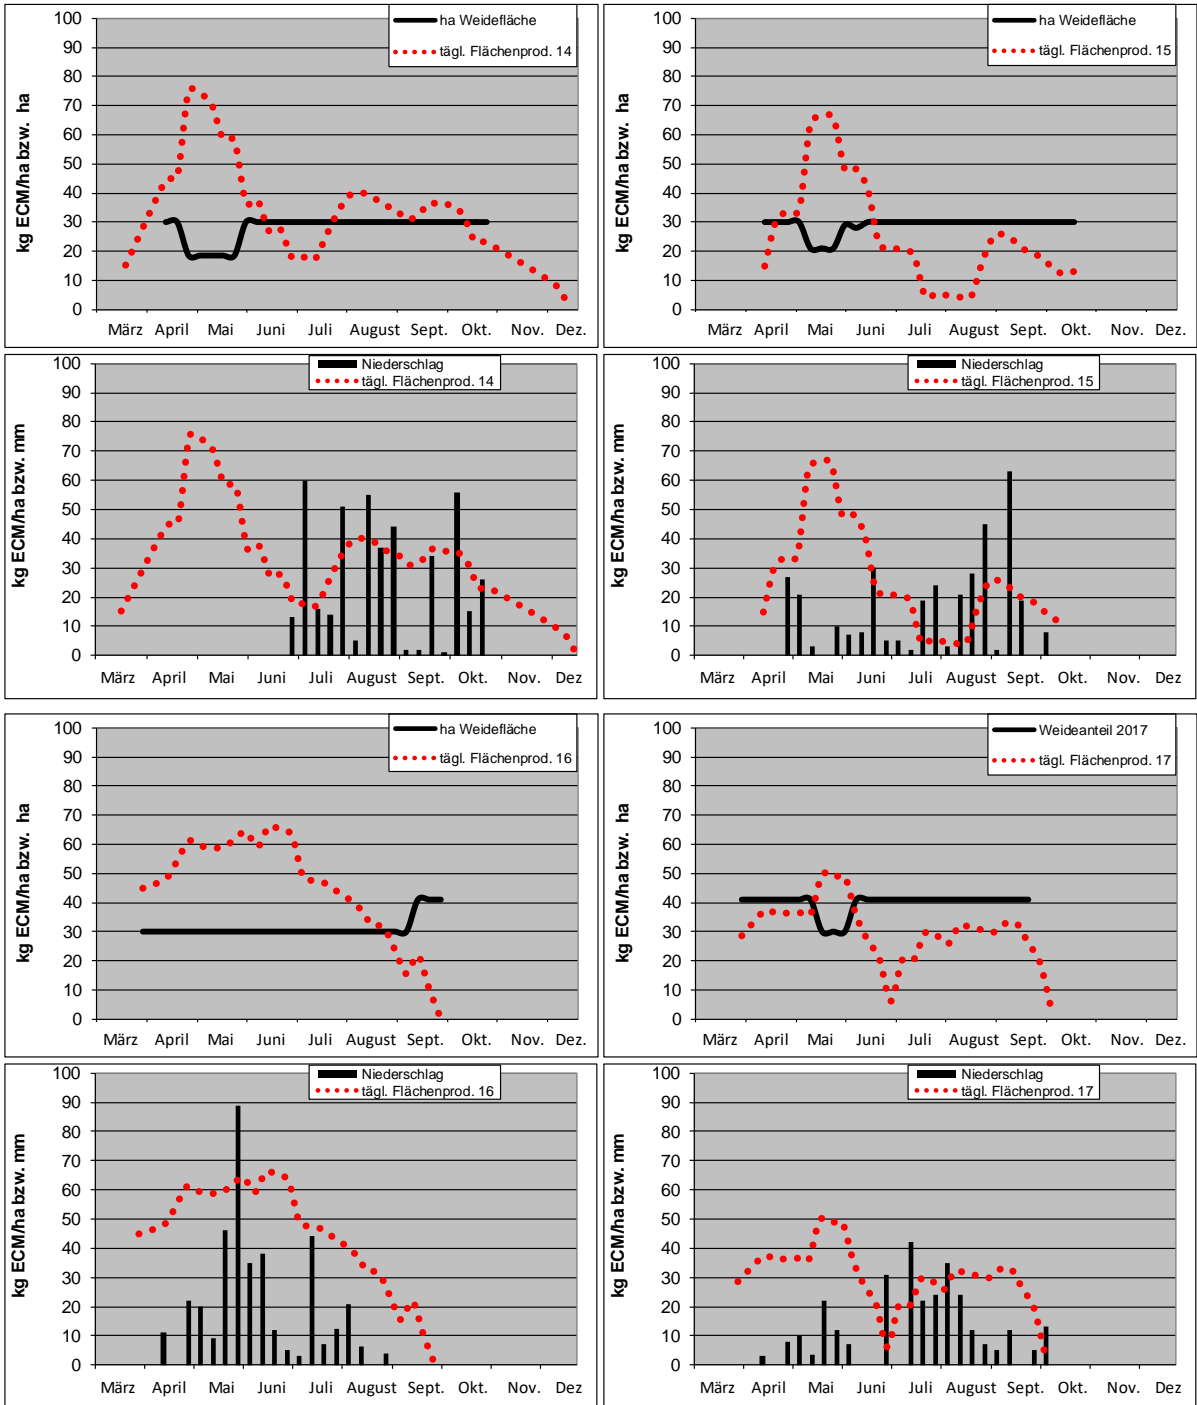 kg ECM/ha bzw. ha
100
90
80
70
60
50
40
30
20
10
0
ha Weidefläche
tägl. Flächenprod. 14
März April Mai Juni Juli August Sept. Okt. Nov. Dez.
kg ECM/ha bzw. ha
100
90
80
70
60
50
40
30
20
10
0
ha Weidefläche
tägl. Flächenprod. 15
März April Mai Juni Juli August Sept. Okt. Nov. Dez.
kg ECM/ha bzw. mm
100
90
80
70
60
50
40
30
20
10
0
Niederschlag
tägl. Flächenprod. 14
März April Mai Juni Juli August Sept. Okt. Nov. Dez
kg ECM/ha bzw. mm
100
90
80
70
60
50
40
30
20
10
0
Niederschlag
tägl. Flächenprod. 15
März April Mai Juni Juli August Sept. Okt. Nov. Dez
kg ECM/ha bzw. ha
100
90
80
70
60
50
40
30
20
10
0
ha Weidefläche
tägl. Flächenprod. 16
März April Mai Juni Juli August Sept. Okt. Nov. Dez.
kg ECM/ha bzw. ha
100
90
80
70
60
50
40
30
20
10
0
Weideanteil 2017
tägl. Flächenprod. 17
März April Mai Juni Juli August Sept. Okt. Nov. Dez.
kg ECM/ha bzw. mm
100
90
80
70
60
50
40
30
20
10
0
Niederschlag
tägl. Flächenprod. 16
März April Mai Juni Juli August Sept. Okt. Nov. Dez
kg ECM/ha bzw. mm
100
90
80
70
60
50
40
30
20
10
0
Niederschlag
tägl. Flächenprod. 17
März April Mai Juni Juli August Sept. Okt. Nov. Dez